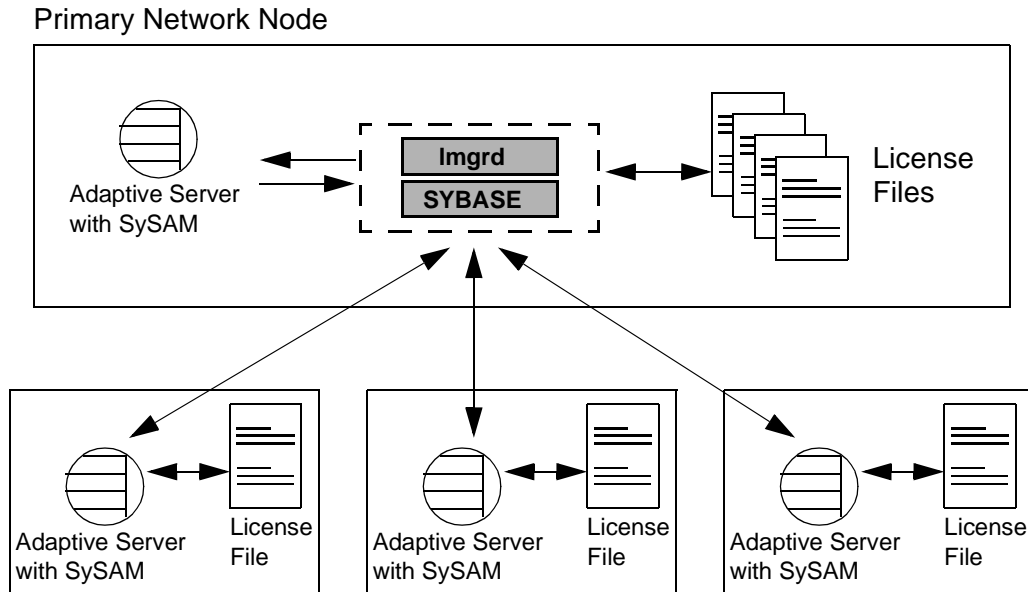 Primary Network Node
lmgrd
SYBASE
Adaptive Server
with SySAM
License
Files
Adaptive Server
with SySAM
License
File
Adaptive Server
with SySAM
License
File
Adaptive Server
with SySAM
License
File